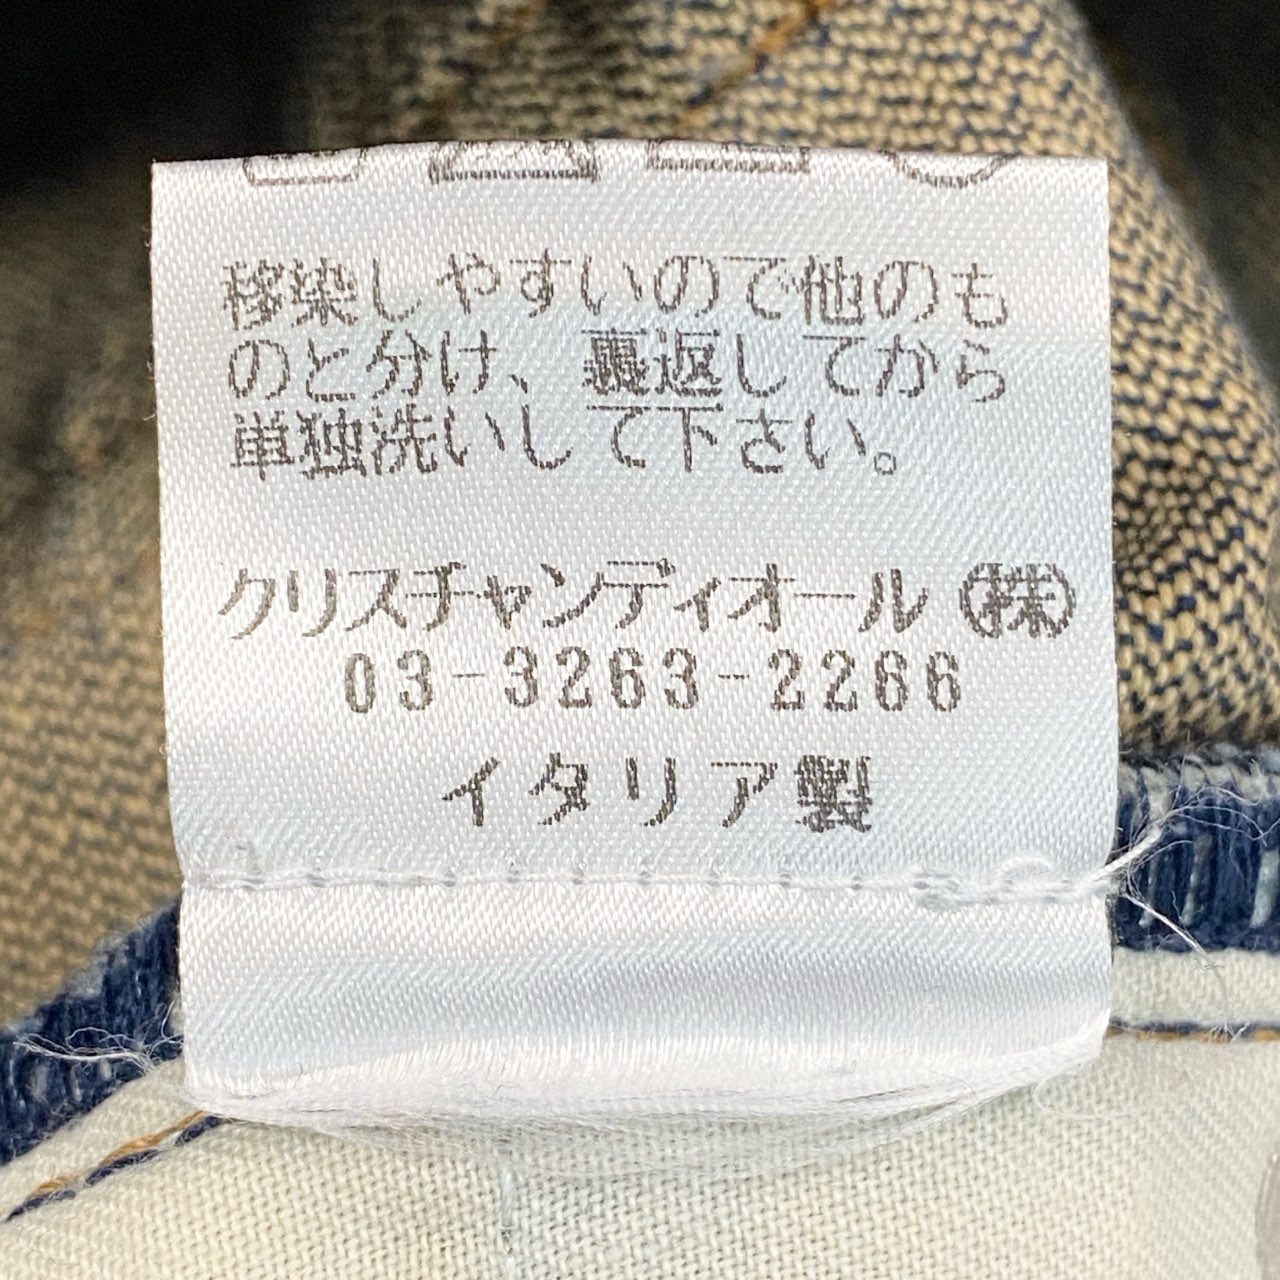 移染しやすいので他のも
のと分け、裏返してから
単独洗いして下さい。
クリスチャンディオール㈱
03-3263-2266
イタリア製